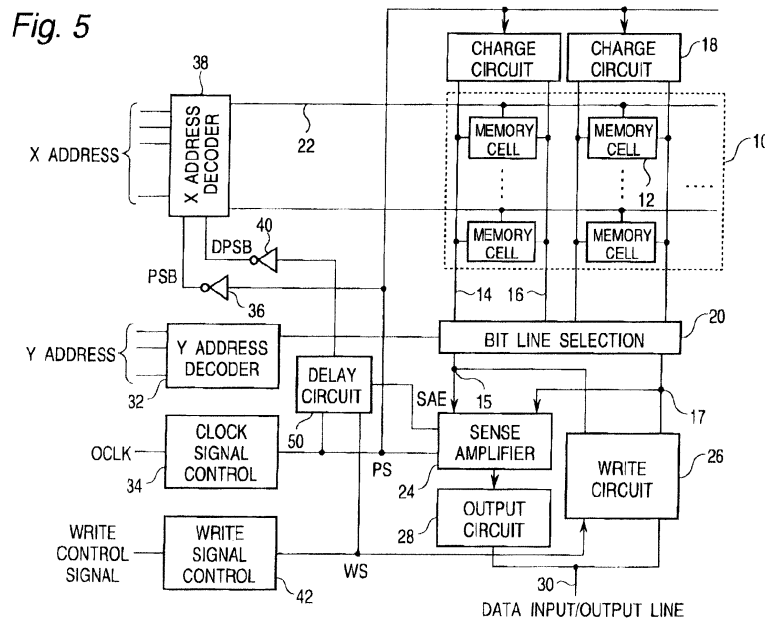 Fig. 5
CHARGE
CIRCUIT
CHARGE
CIRCUIT
18
38
X ADDRESS
X ADDRESS
DECODER
22
MEMORY
CELL
MEMORY
CELL
10
12
MEMORY
CELL
MEMORY
CELL
DPSB
40
PSB
36
14
16
20
BIT LINE SELECTION
Y ADDRESS
Y ADDRESS
DECODER
32
DELAY
CIRCUIT
50
SAE
15
17
OCLK
CLOCK
SIGNAL
CONTROL
34
PS
SENSE
AMPLIFIER
24
WRITE
CIRCUIT
26
OUTPUT
CIRCUIT
28
WRITE
CONTROL
SIGNAL
WRITE
SIGNAL
CONTROL
42
WS
30
DATA INPUT/OUTPUT LINE